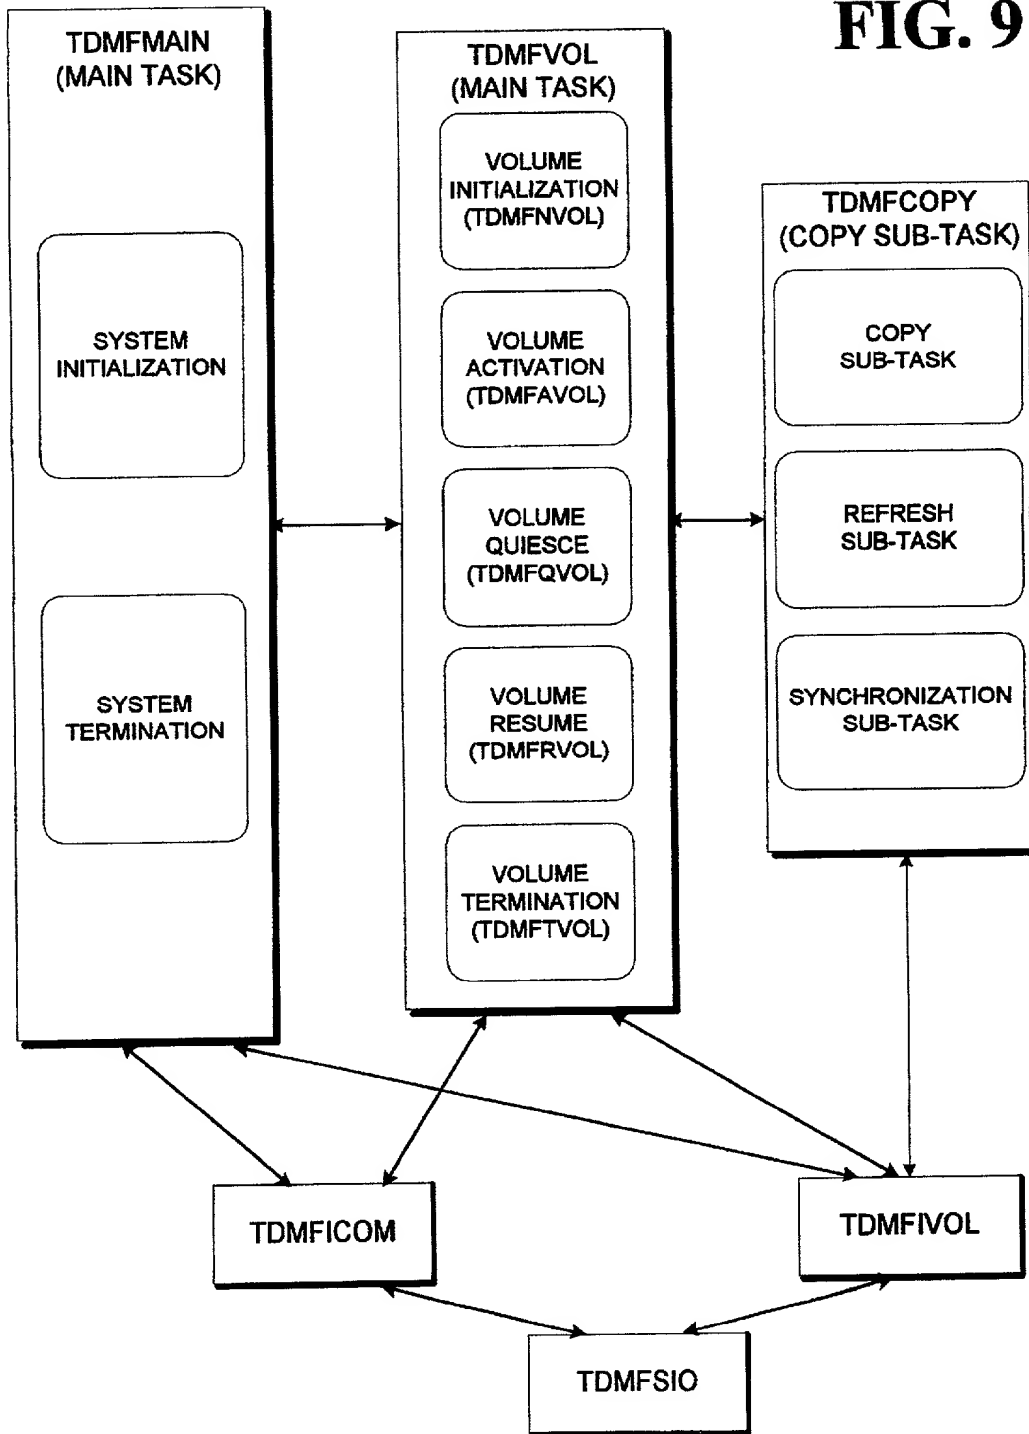 FIG. 9
TDMFMAIN
(MAIN TASK)
SYSTEM
INITIALIZATION
SYSTEM
TERMINATION
TDMFVOL
(MAIN TASK)
VOLUME
INITIALIZATION
(TDMFNVOL)
VOLUME
ACTIVATION
(TDMFAVOL)
VOLUME
QUIESCE
(TDMFQVOL)
VOLUME
RESUME
(TDMFRVOL)
VOLUME
TERMINATION
(TDMFTVOL)
TDMFCOPY
(COPY SUB-TASK)
COPY
SUB-TASK
REFRESH
SUB-TASK
SYNCHRONIZATION
SUB-TASK
TDMFICOM
TDMFIVOL
TDMFSIO